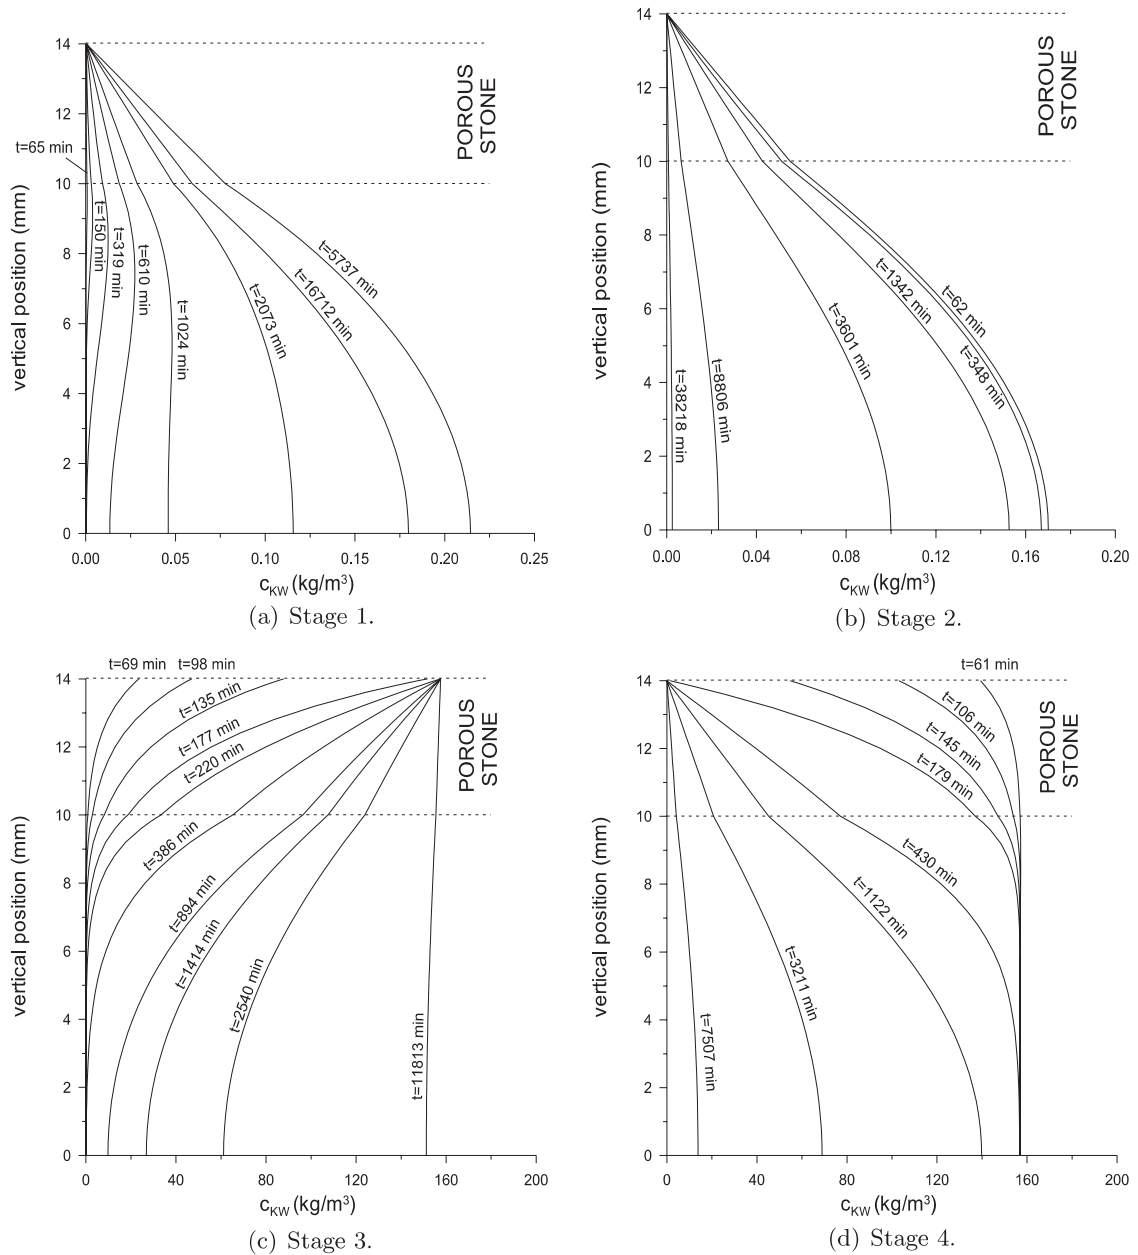 14
12
10
8
6
4
2
0
vertical position (mm)
t=65 min
t=150 min
t=319 min
t=610 min
t=1024 min
t=2073 min
t=16712 min
t=5737 min
POROUS
STONE
0.00 0.05 0.10 0.15 0.20 0.25
cKW (kg/m³)
(a) Stage 1.
14
12
10
8
6
4
2
0
vertical position (mm)
t=38218 min
t=8806 min
t=3601 min
t=1342 min
t=348 min
t=62 min
POROUS
STONE
0.00 0.04 0.08 0.12 0.16 0.20
cKW (kg/m³)
(b) Stage 2.
t=69 min t=98 min
14
12
10
8
6
4
2
0
vertical position (mm)
t=135 min
t=177 min
t=220 min
t=386 min
t=894 min
t=1414 min
t=2540 min
t=11813 min
POROUS
STONE
0 40 80 120 160 200
cKW (kg/m³)
(c) Stage 3.
t=61 min
14
12
10
8
6
4
2
0
vertical position (mm)
t=106 min
t=145 min
t=179 min
t=430 min
t=1122 min
t=3211 min
t=7507 min
POROUS
STONE
0 40 80 120 160 200
cKW (kg/m³)
(d) Stage 4.